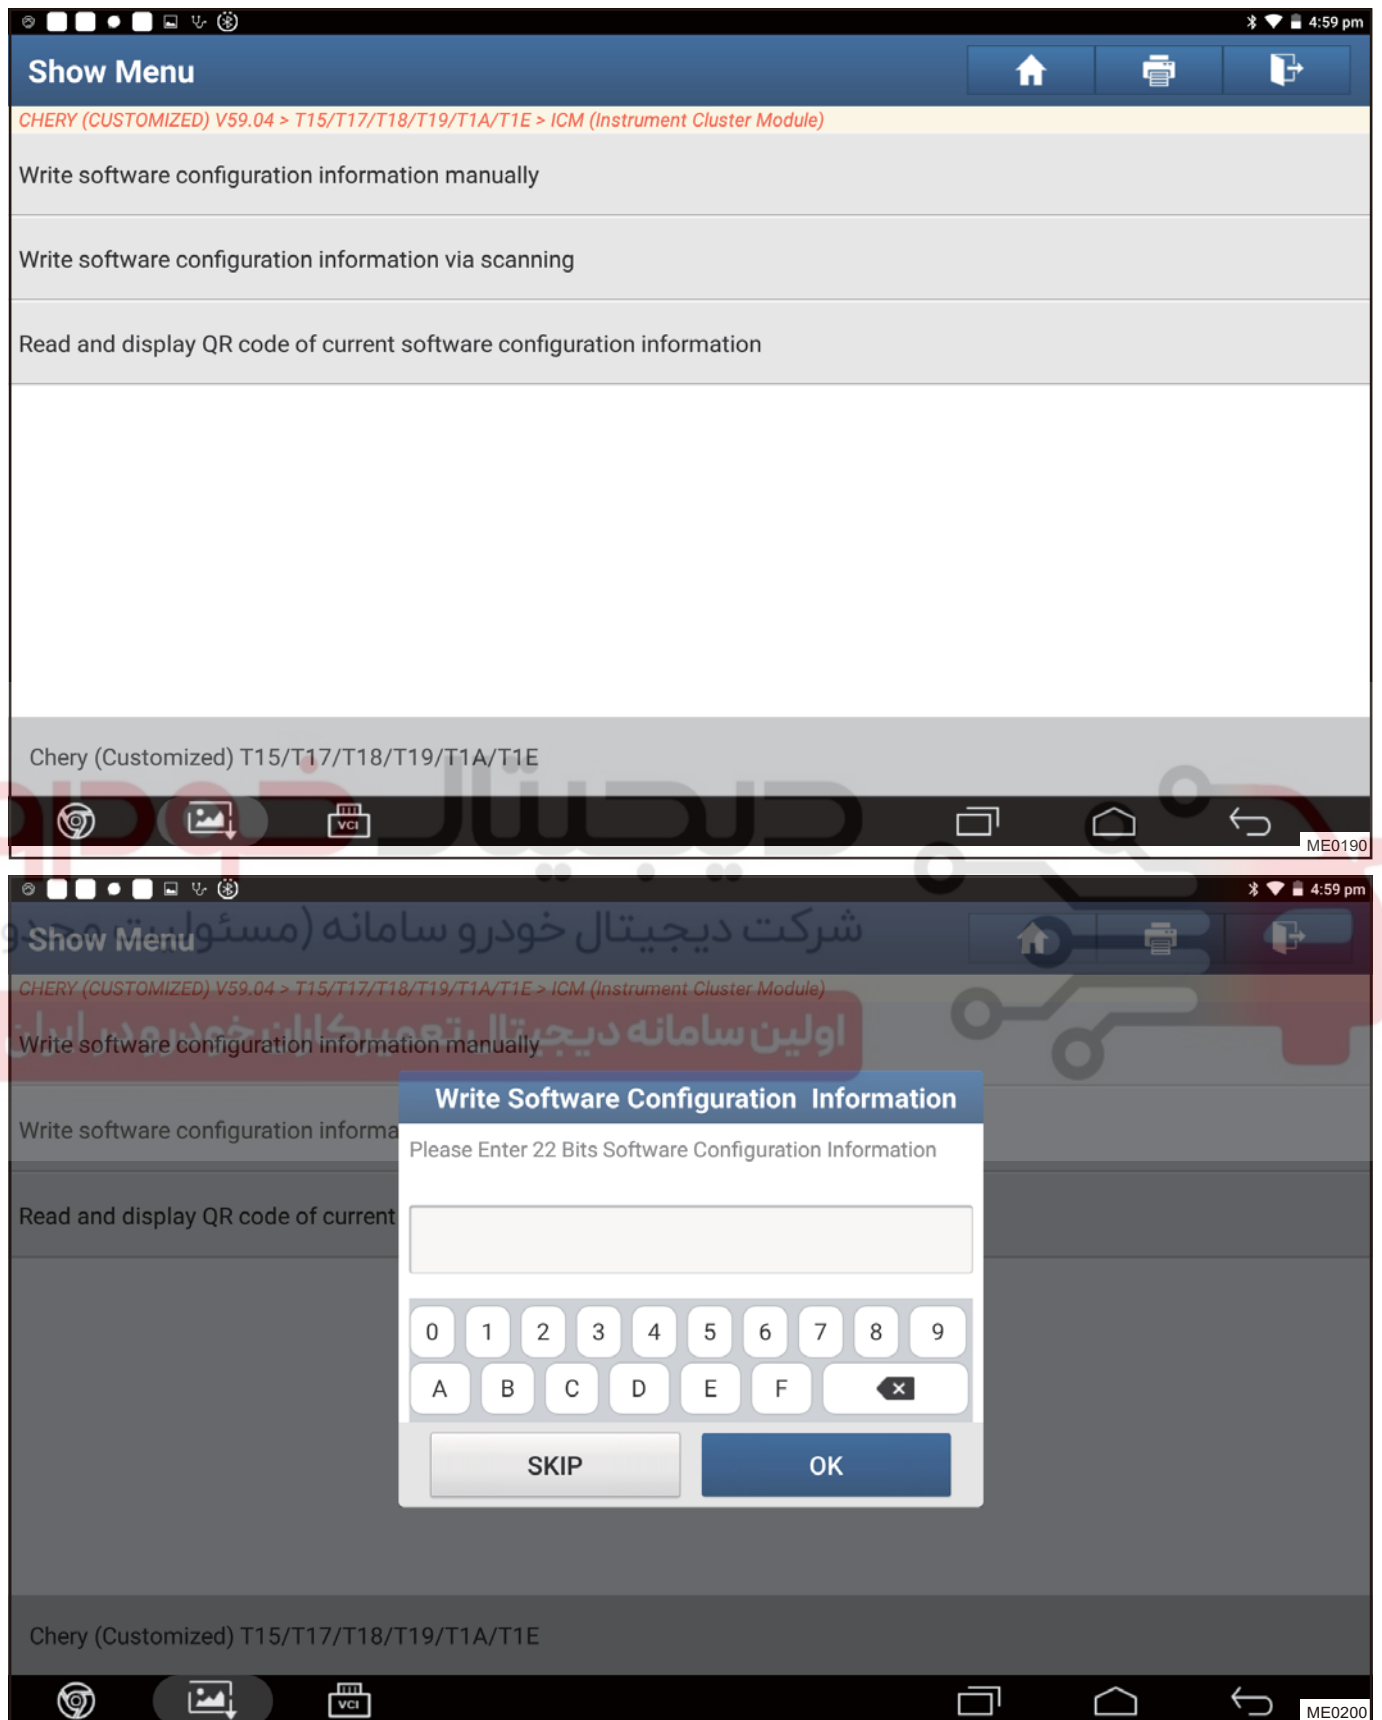 4:59 pm
Show Menu
CHERY (CUSTOMIZED) V59.04 > T15/T17/T18/T19/T1A/T1E > ICM (Instrument Cluster Module)
Write software configuration information manually
Write software configuration information via scanning
Read and display QR code of current software configuration information
Chery (Customized) T15/T17/T18/T19/T1A/T1E
دیجیتال خودرو
VCI
ME0190
4:59 pm
شرکت دیجیتال خودرو سامانه (مسئولیت
Show Menu
CHERY (CUSTOMIZED) V59.04 > T15/T17/T18/T19/T1A/T1E > ICM (Instrument Cluster Module)
اولین سامانه دیجیتال تعمیرکاران خودرو در ایران
Write software configuration information manually
Write Software Configuration Information
Write software configuration informa
Please Enter 22 Bits Software Configuration Information
Read and display QR code of current
0 1 2 3 4 5 6 7 8 9
A B C D E F
SKIP OK
Chery (Customized) T15/T17/T18/T19/T1A/T1E
VCI
ME0200